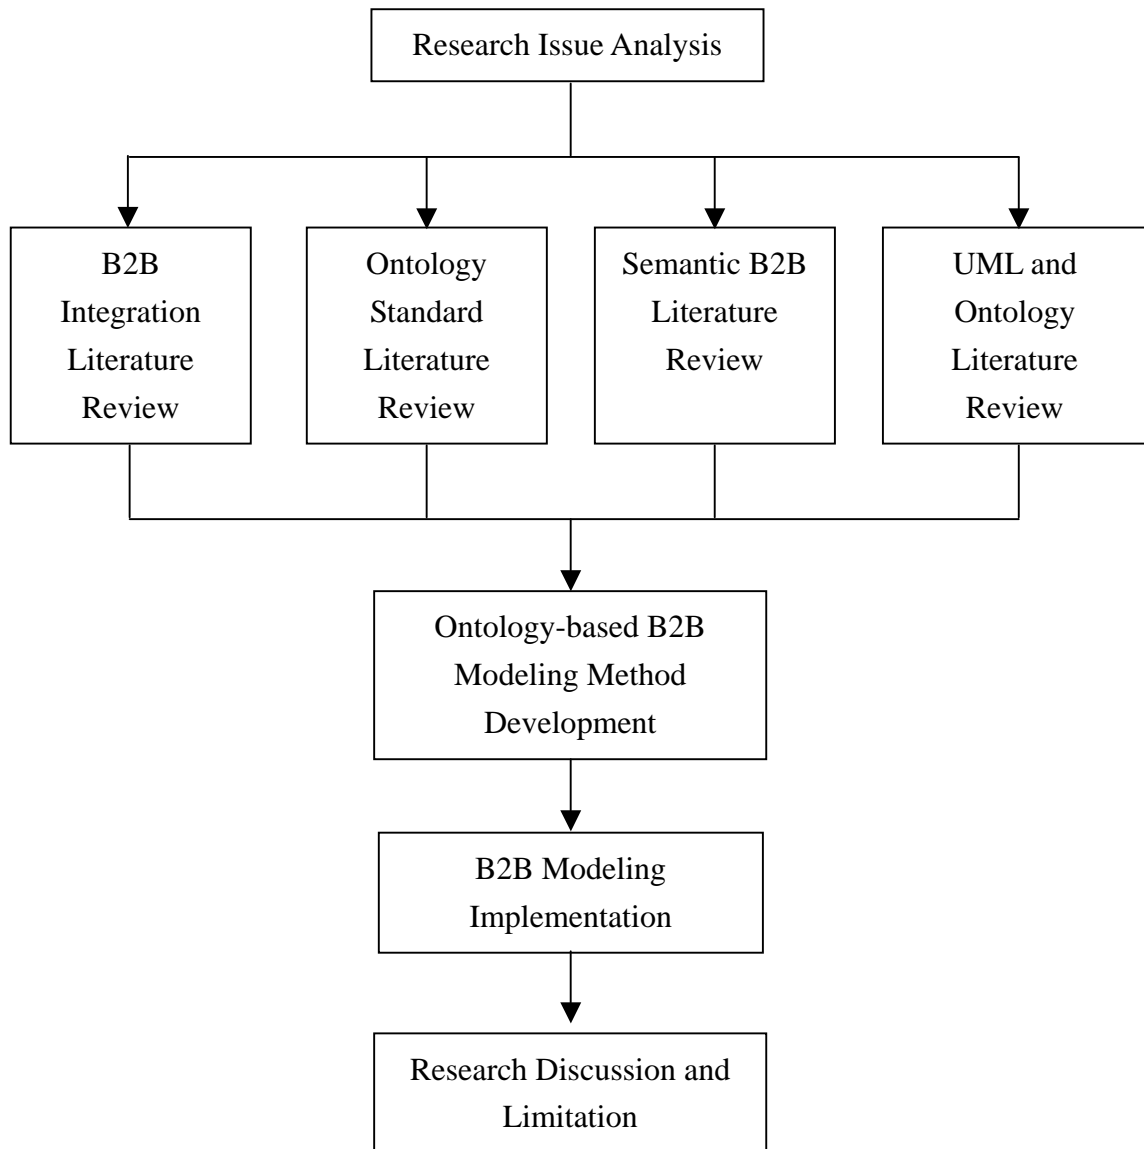 Research Issue Analysis
B2B
Integration
Literature
Review
Ontology
Standard
Literature
Review
Semantic B2B
Literature
Review
UML and
Ontology
Literature
Review
Ontology-based B2B
Modeling Method
Development
B2B Modeling
Implementation
Research Discussion and
Limitation